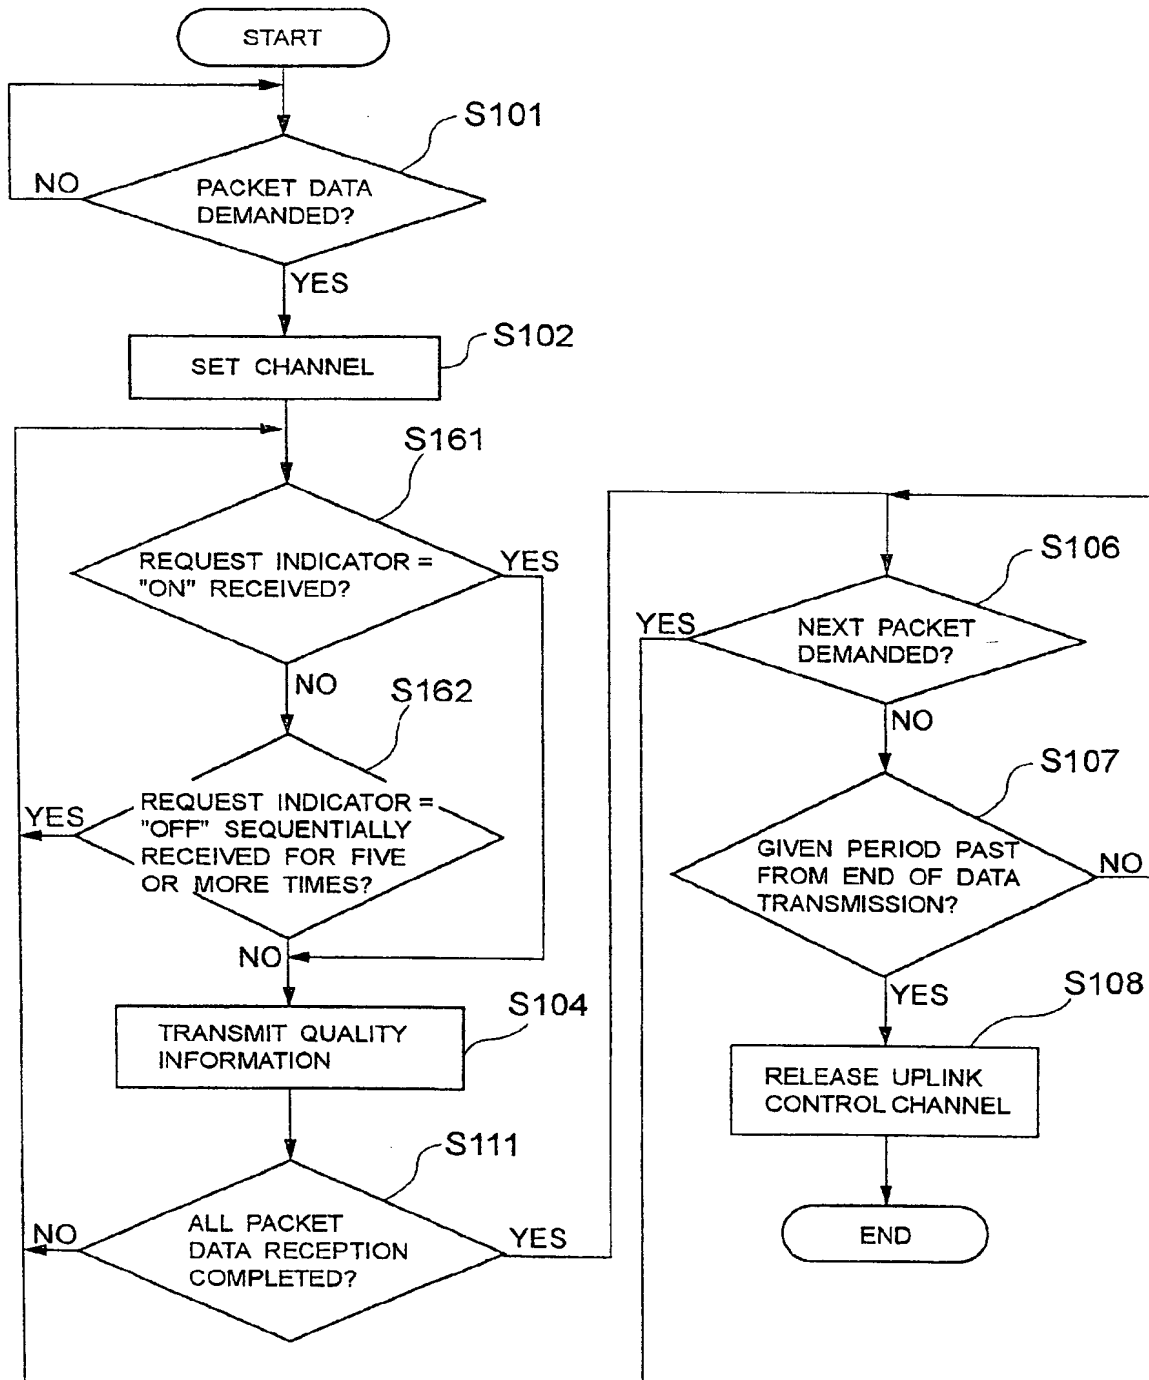 START
S101
NO
PACKET DATA
DEMANDED?
YES
S102
SET CHANNEL
S161
REQUEST INDICATOR =
"ON" RECEIVED?
YES
NO
S162
YES
REQUEST INDICATOR =
"OFF" SEQUENTIALLY
RECEIVED FOR FIVE
OR MORE TIMES?
NO
S104
TRANSMIT QUALITY
INFORMATION
S111
NO
ALL PACKET
DATA RECEPTION
COMPLETED?
YES
S106
YES
NEXT PACKET
DEMANDED?
NO
S107
GIVEN PERIOD PAST
FROM END OF DATA
TRANSMISSION?
NO
YES
S108
RELEASE UPLINK
CONTROL CHANNEL
END